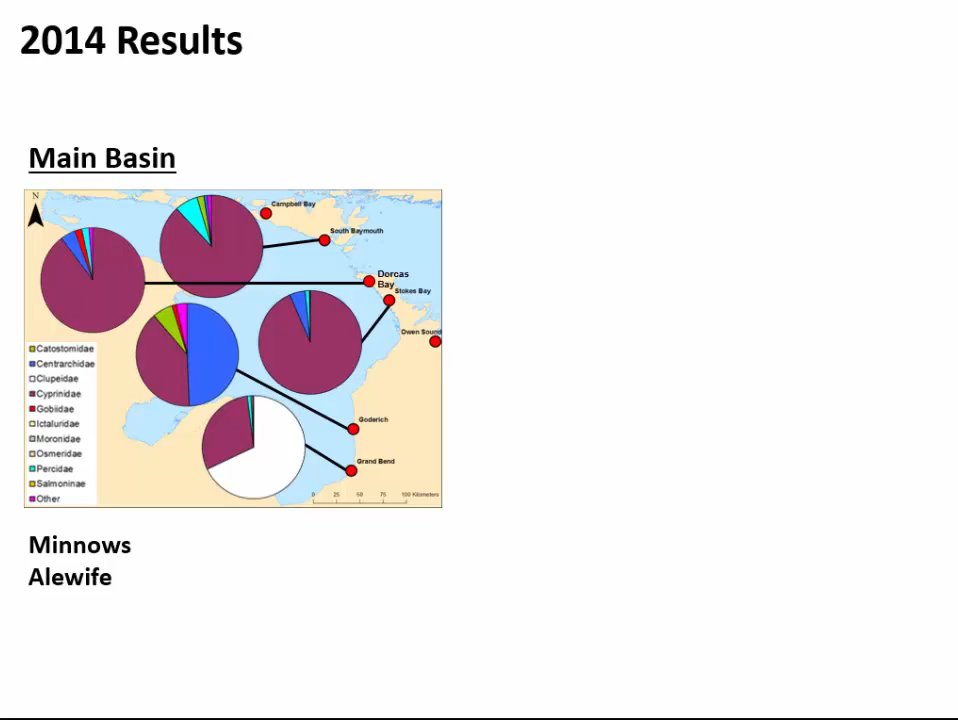 2014 Results
Main Basin
N
Campbell Bay
South Baymouth
Dorcas
Bay
Stokes Bay
Owen Sound
Catostomidae
Centrarchidae
Clupeidae
Cyprinidae
Gobiidae
Ictaluridae
Moronidae
Osmeridae
Percidae
Salmoninae
Other
Goderich
Grand Bend
0 25 50 75 100 Kilometers
Minnows
Alewife